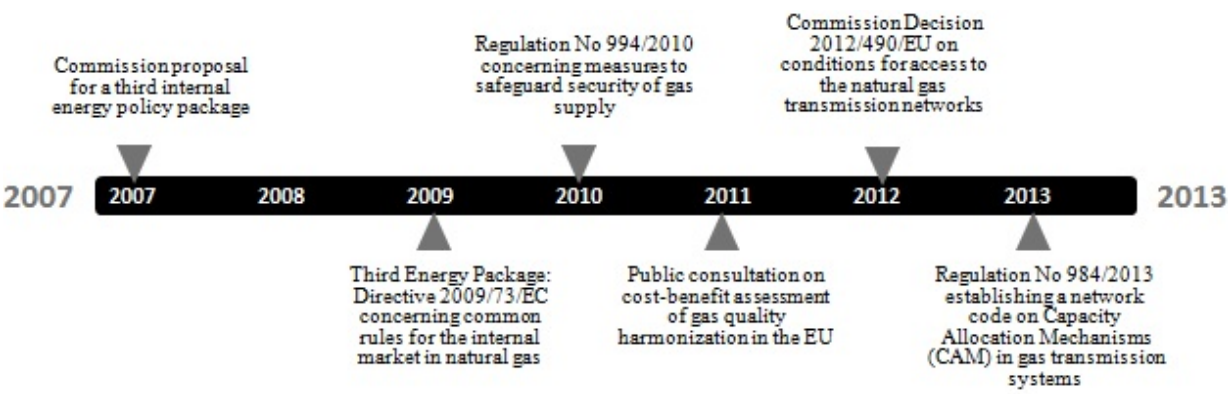 Commission proposal
for a third internal
energy policy package
Regulation No 994/2010
concerning measures to
safeguard security of gas
supply
Commission Decision
2012/490/EU on
conditions for access to
the natural gas
transmission networks
2007
2007 2008 2009 2010 2011 2012 2013
2013
Third Energy Package:
Directive 2009/73/EC
concerning common
rules for the internal
market in natural gas
Public consultation on
cost-benefit assessment
of gas quality
harmonization in the EU
Regulation No 984/2013
establishing a network
code on Capacity
Allocation Mechanisms
(CAM) in gas transmission
systems